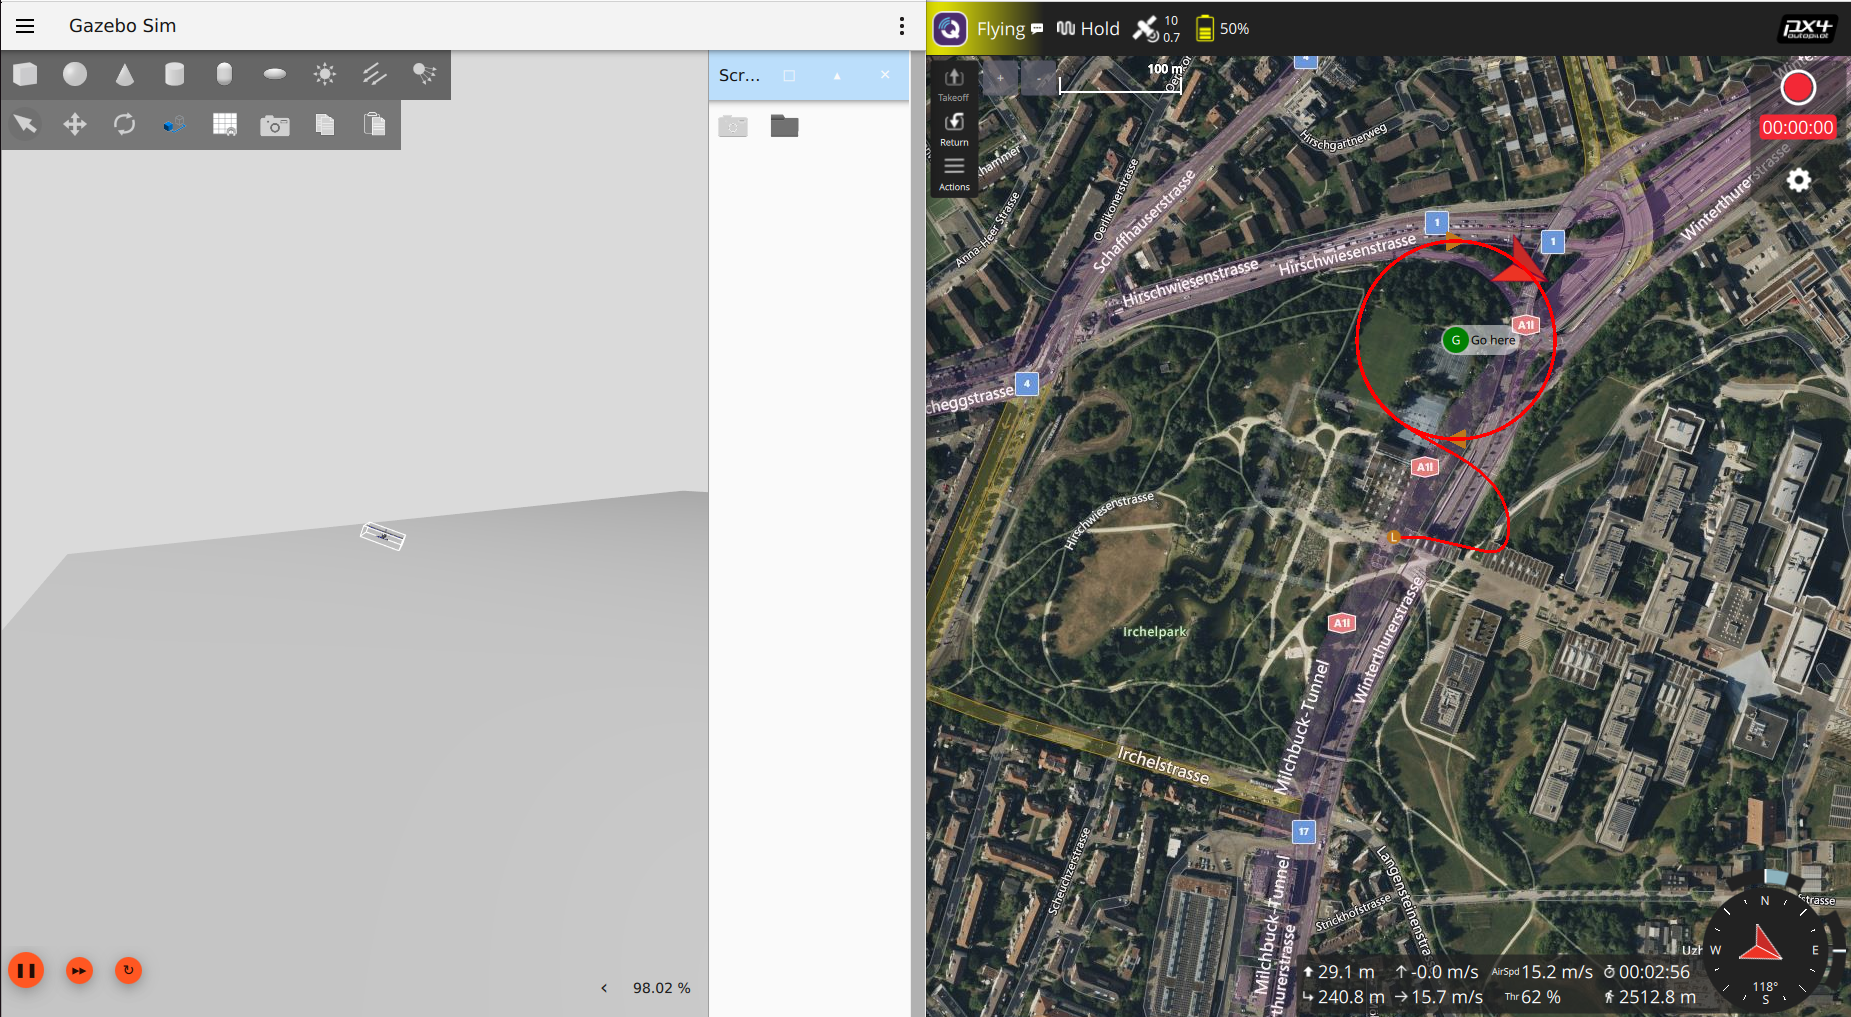 Gazebo Sim
Scr...
98.02 %
Flying
Hold
10
0.7
50%
PX4
autopilot
Takeoff
Return
Actions
+
-
100 m
00:00:00
4
Hirschgartnerweg
Anna-Heer Strasse
Oerlikonerstrasse
Schaffhauserstrasse
Winterthurerstrasse
1
1
Hirschwiesenstrasse
Hirschwiesenstrasse
A1l
G
Go here
4
cheggstrasse
A1l
Hirschwiesenstrasse
L
Irchelpark
A1l
Winterthurerstrasse
Milchbuck-Tunnel
Irchelstrasse
17
Scheuchzerstrasse
Langensteinenstras
Strickhofstrasse
Milchbuck-Tunnel
thurerstrasse
strasse
Uzh
N
W
E
118°
S
29.1 m
-0.0 m/s
AirSpd 15.2 m/s
00:02:56
240.8 m
15.7 m/s
Thr 62 %
2512.8 m